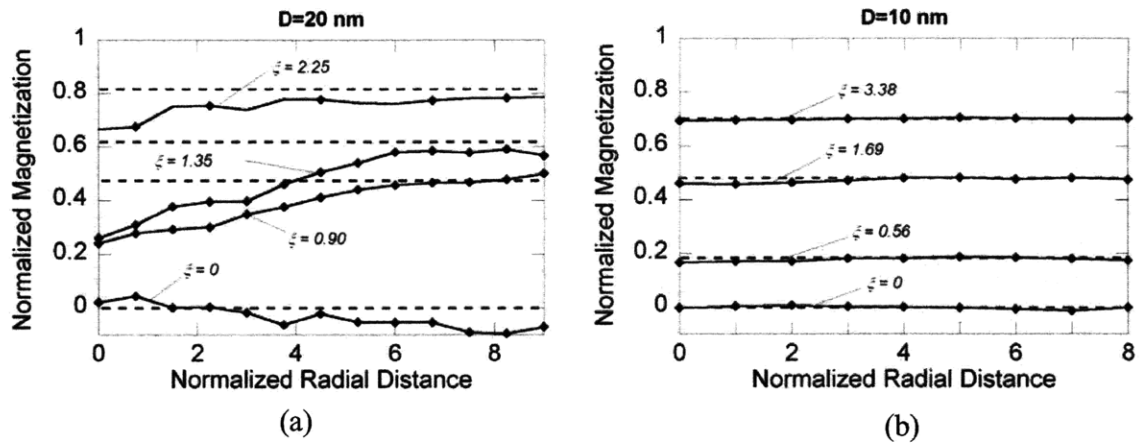 D=20 nm
Normalized Magnetization
1
0.8
0.6
0.4
0.2
0
ξ = 2.25
ξ = 1.35
ξ = 0.90
ξ = 0
0 2 4 6 8
Normalized Radial Distance
(a)
D=10 nm
Normalized Magnetization
1
0.8
0.6
0.4
0.2
0
ξ = 3.38
ξ = 1.69
ξ = 0.56
ξ = 0
0 2 4 6 8
Normalized Radial Distance
(b)